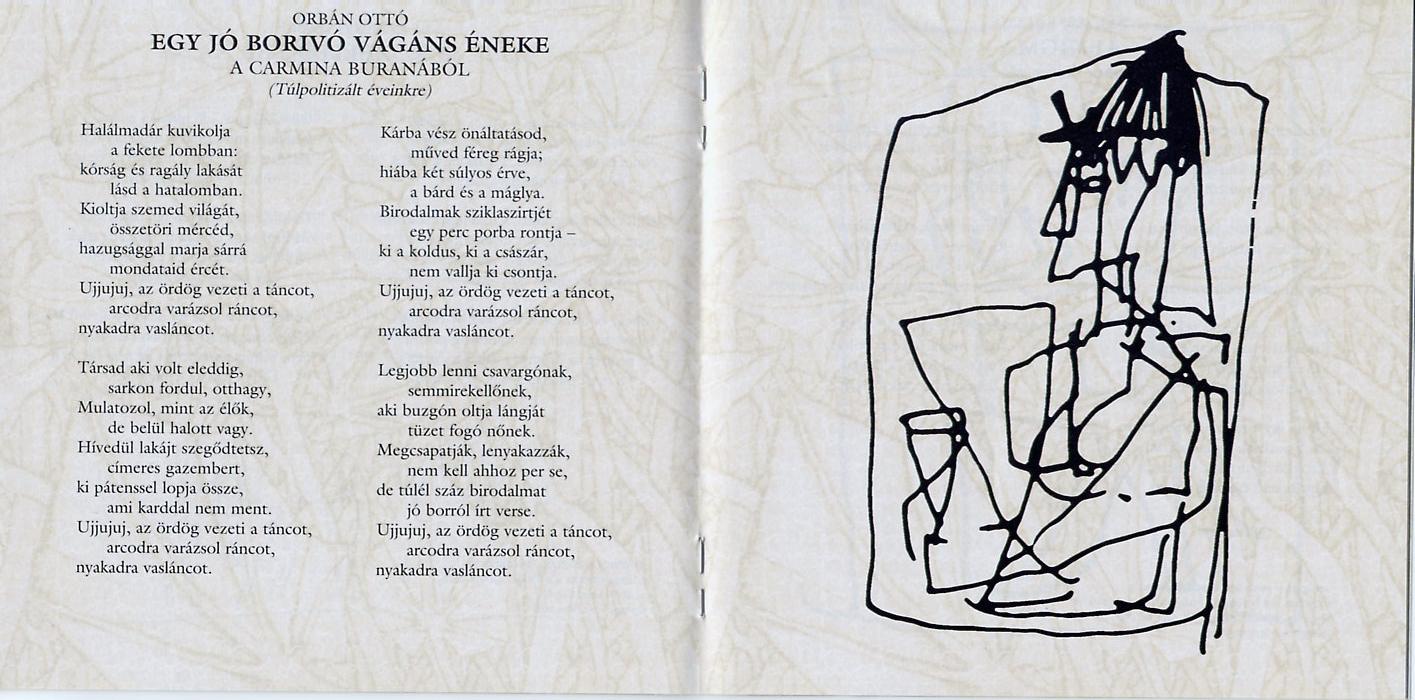 ORBÁN OTTÓ
EGY JÓ BORIVÓ VÁGÁNS ÉNEKE
A CARMINA BURANÁBÓL
(Túlpolitizált éveinkre)
Halálmadár kuvikolja
a fekete lombban:
kórság és ragály lakását
lásd a hatalomban.
Kioltja szemed világát,
összetöri mércéd,
hazugsággal marja sárrá
mondataid ércét.
Ujjujuj, az ördög vezeti a táncot,
arcodra varázsol ráncot,
nyakadra vasláncot.
Társad aki volt eleddig,
sarkon fordul, otthagy,
Mulatozol, mint az élők,
de belül halott vagy.
Hívedül lakájt szegődtetsz,
címeres gazembert,
ki pátenssel lopja össze,
ami karddal nem ment.
Ujjujuj, az ördög vezeti a táncot,
arcodra varázsol ráncot,
nyakadra vasláncot.
Kárba vész önáltatásod,
műved féreg rágja;
hiába két súlyos érve,
a bárd és a máglya.
Birodalmak sziklaszirtjét
egy perc porba rontja –
ki a koldus, ki a császár,
nem vallja ki csontja.
Ujjujuj, az ördög vezeti a táncot,
arcodra varázsol ráncot,
nyakadra vasláncot.
Legjobb lenni csavargónak,
semmirekellőnek,
aki buzgón oltja lángját
tüzet fogó nőnek.
Megcsapatják, lenyakazzák,
nem kell ahhoz per se,
de túlél száz birodalmat
jó borról írt verse.
Ujjujuj, az ördög vezeti a táncot,
arcodra varázsol ráncot,
nyakadra vasláncot.